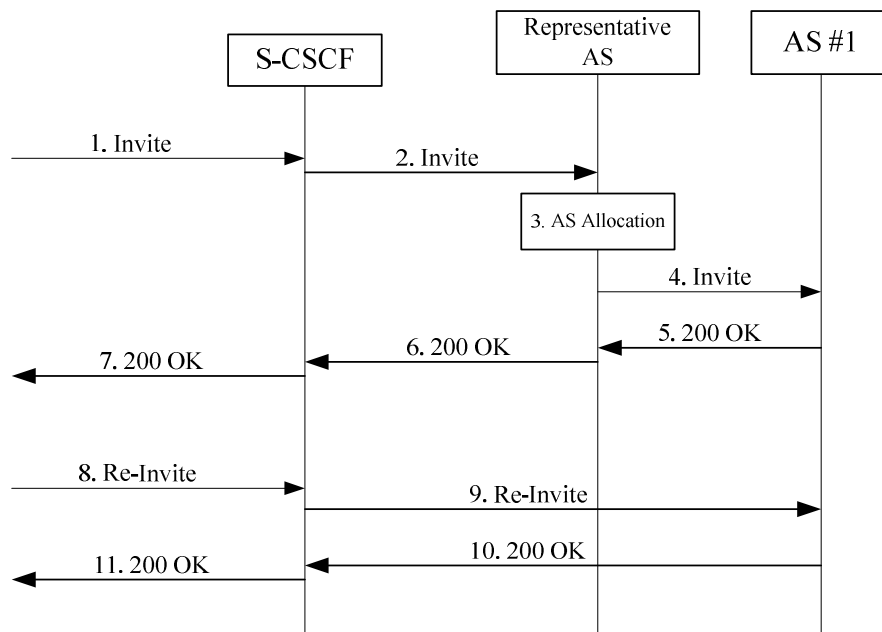 S-CSCF
Representative
AS
AS #1
1. Invite
2. Invite
3. AS Allocation
4. Invite
5. 200 OK
6. 200 OK
7. 200 OK
8. Re-Invite
9. Re-Invite
10. 200 OK
11. 200 OK